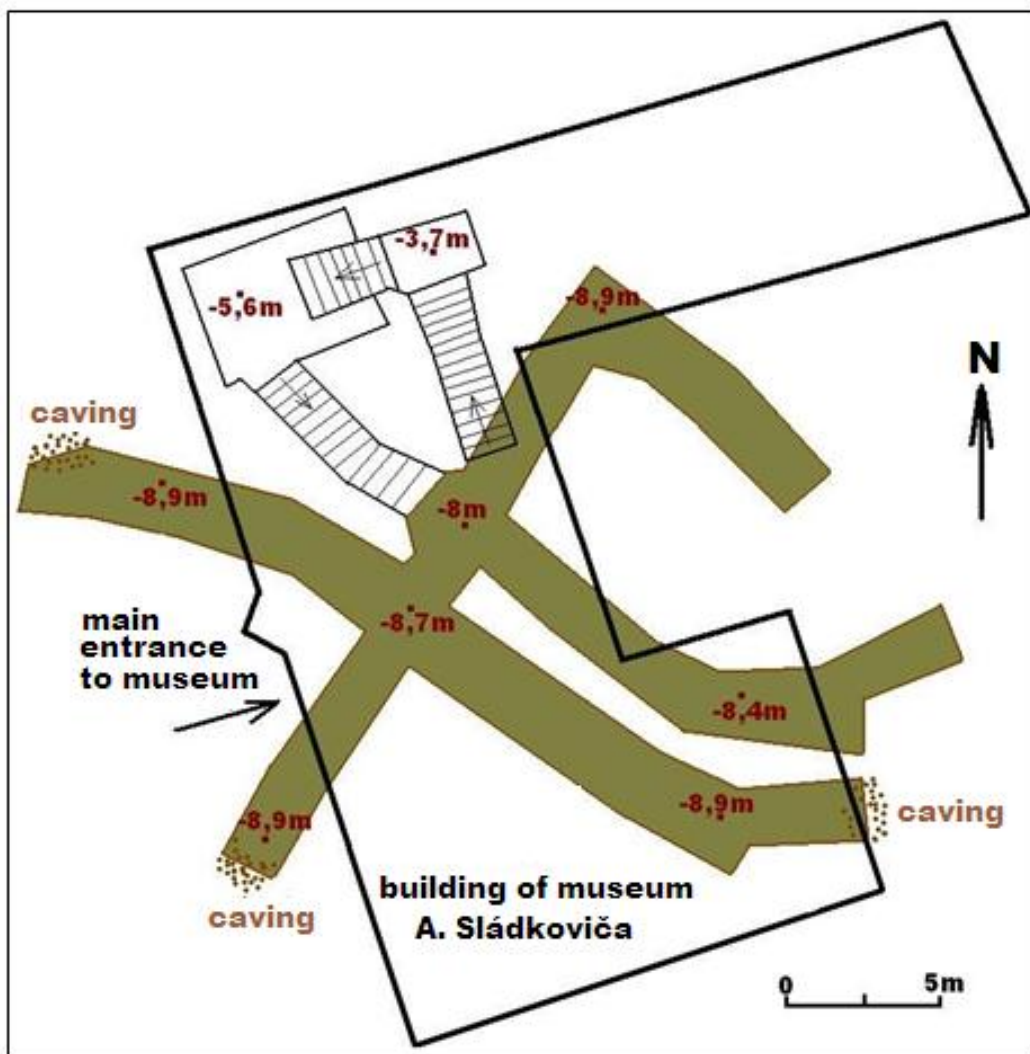 -3,7m
-5,6m
-8,9m
N
caving
-8,9m
-8m
main
entrance
to museum
-8,7m
-8,4m
-8,9m
-8,9m
caving
caving
building of museum
A. Sládkoviča
0 5m